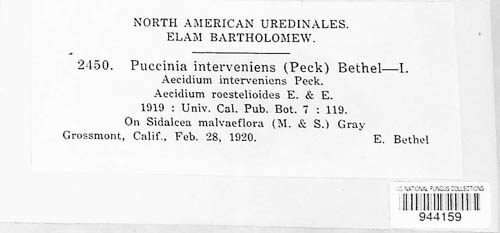 NORTH AMERICAN UREDINALES.
ELAM BARTHOLOMEW.
2450. Puccinia interveniens (Peck) Bethel—I.
Aecidium interveniens Peck.
Aecidium roestelioides E. & E.
1919 : Univ. Cal. Pub. Bot. 7 : 119.
On Sidalcea malvaeflora (M. & S.) Gray
Grossmont, Calif., Feb. 28, 1920. E. Bethel
US NATIONAL FUNGUS COLLECTIONS
944159